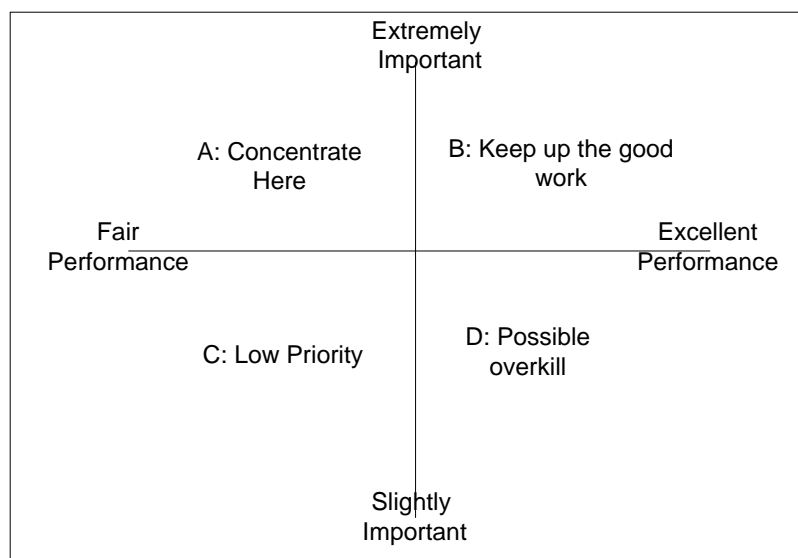 Extremely
Important
A: Concentrate
Here
B: Keep up the good
work
Fair
Performance
Excellent
Performance
C: Low Priority
D: Possible
overkill
Slightly
Important